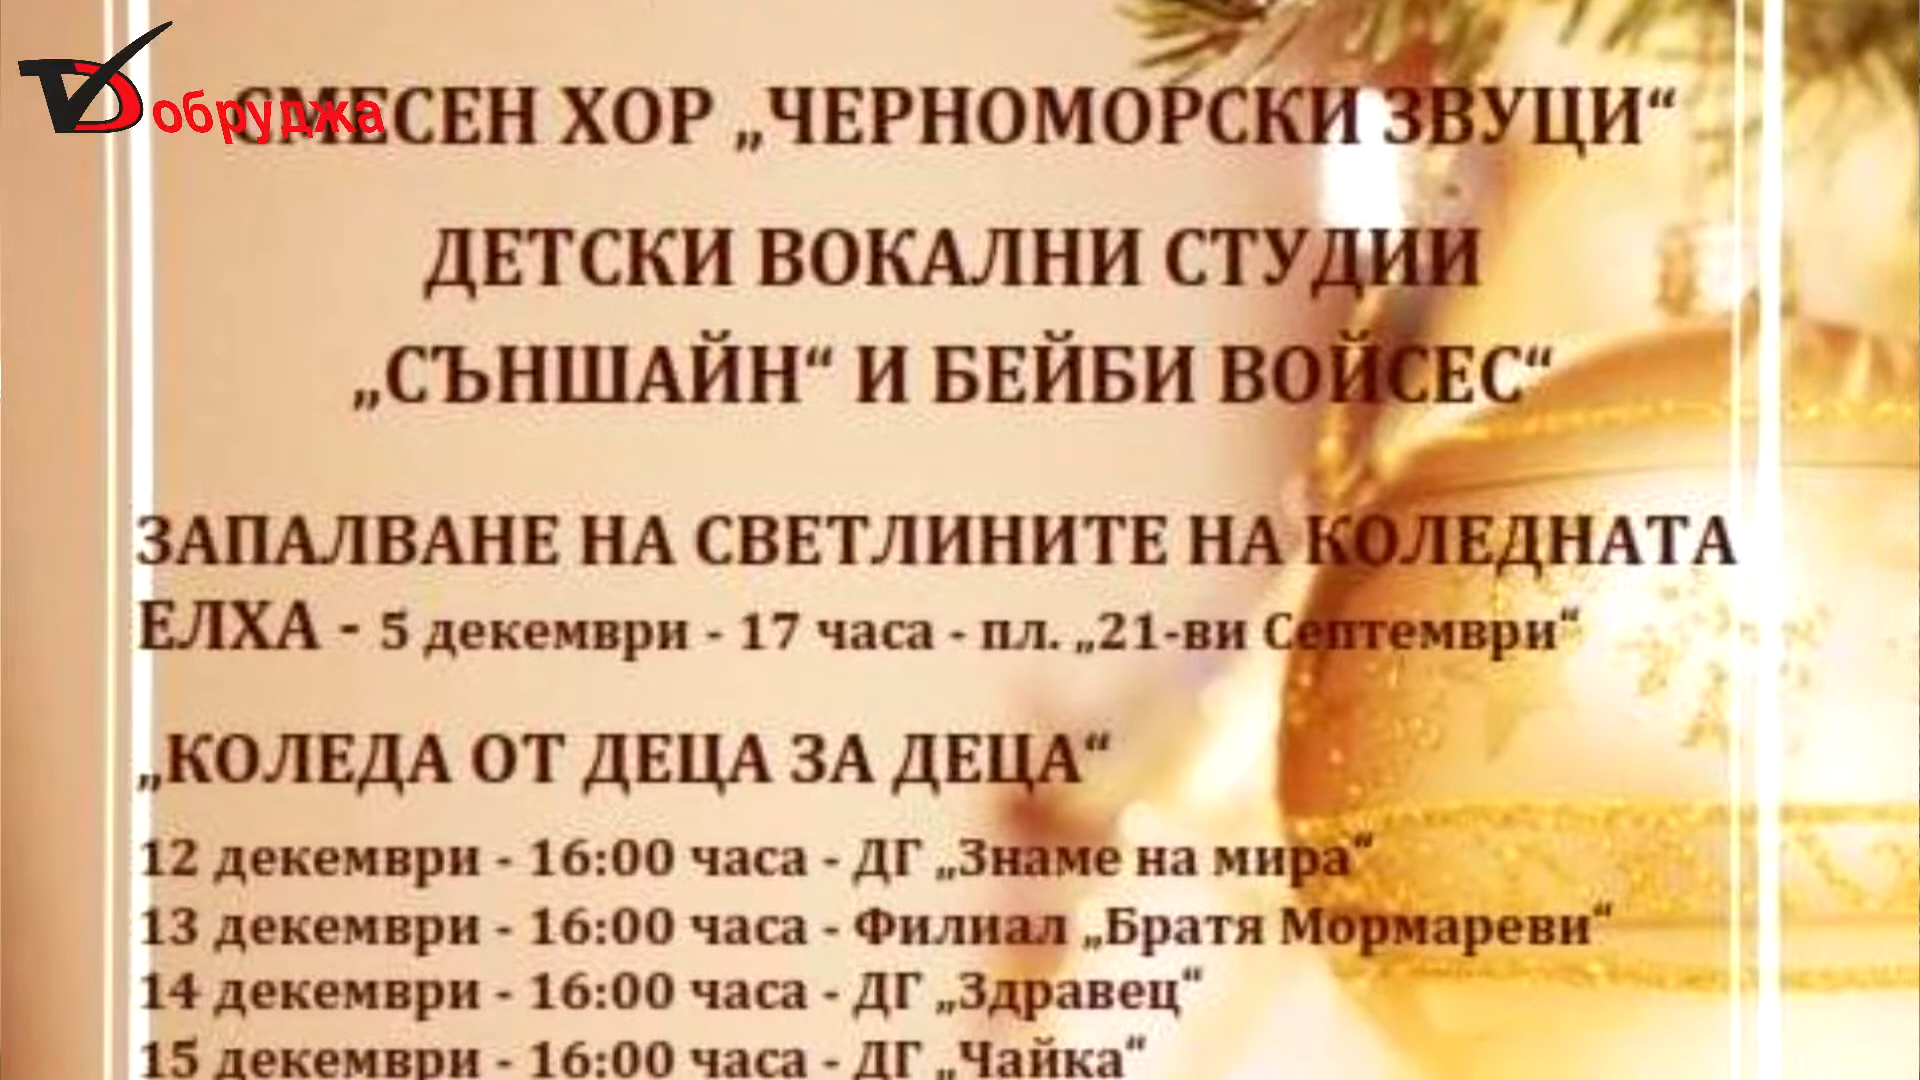 Добруджа
СМЕСЕН ХОР „ЧЕРНОМОРСКИ ЗВУЦИ“
ДЕТСКИ ВОКАЛНИ СТУДИИ
„СЪНШАЙН“ И БЕЙБИ ВОЙСЕС“
ЗАПАЛВАНЕ НА СВЕТЛИНИТЕ НА КОЛЕДНАТА
ЕЛХА - 5 декември - 17 часа - пл. „21-ви Септември“
„КОЛЕДА ОТ ДЕЦА ЗА ДЕЦА“
12 декември - 16:00 часа - ДГ „Знаме на мира“
13 декември - 16:00 часа - Филиал „Братя Мормареви“
14 декември - 16:00 часа - ДГ „Здравец“
15 декември - 16:00 часа - ДГ „Чайка“